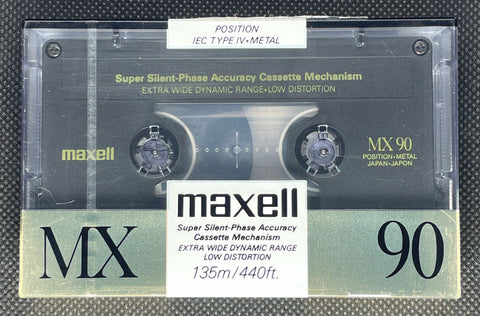 POSITION
IEC TYPE IV•METAL
Super Silent-Phase Accuracy Cassette Mechanism
EXTRA WIDE DYNAMIC RANGE•LOW DISTORTION
maxell
MX 90
POSITION•METAL
JAPAN•JAPON
maxell
Super Silent-Phase Accuracy
Cassette Mechanism
EXTRA WIDE DYNAMIC RANGE
LOW DISTORTION
135m/440ft.
MX
90